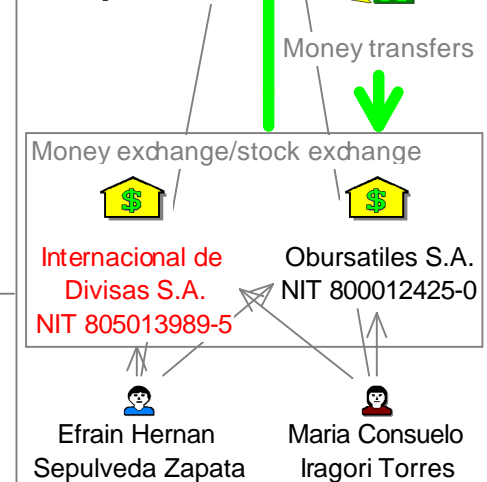 Money transfers
Money exchange/stock exchange
$
$
Internacional de
Divisas S.A.
NIT 805013989-5
Obursatiles S.A.
NIT 800012425-0
Efrain Hernan
Sepulveda Zapata
Maria Consuelo
Iragori Torres